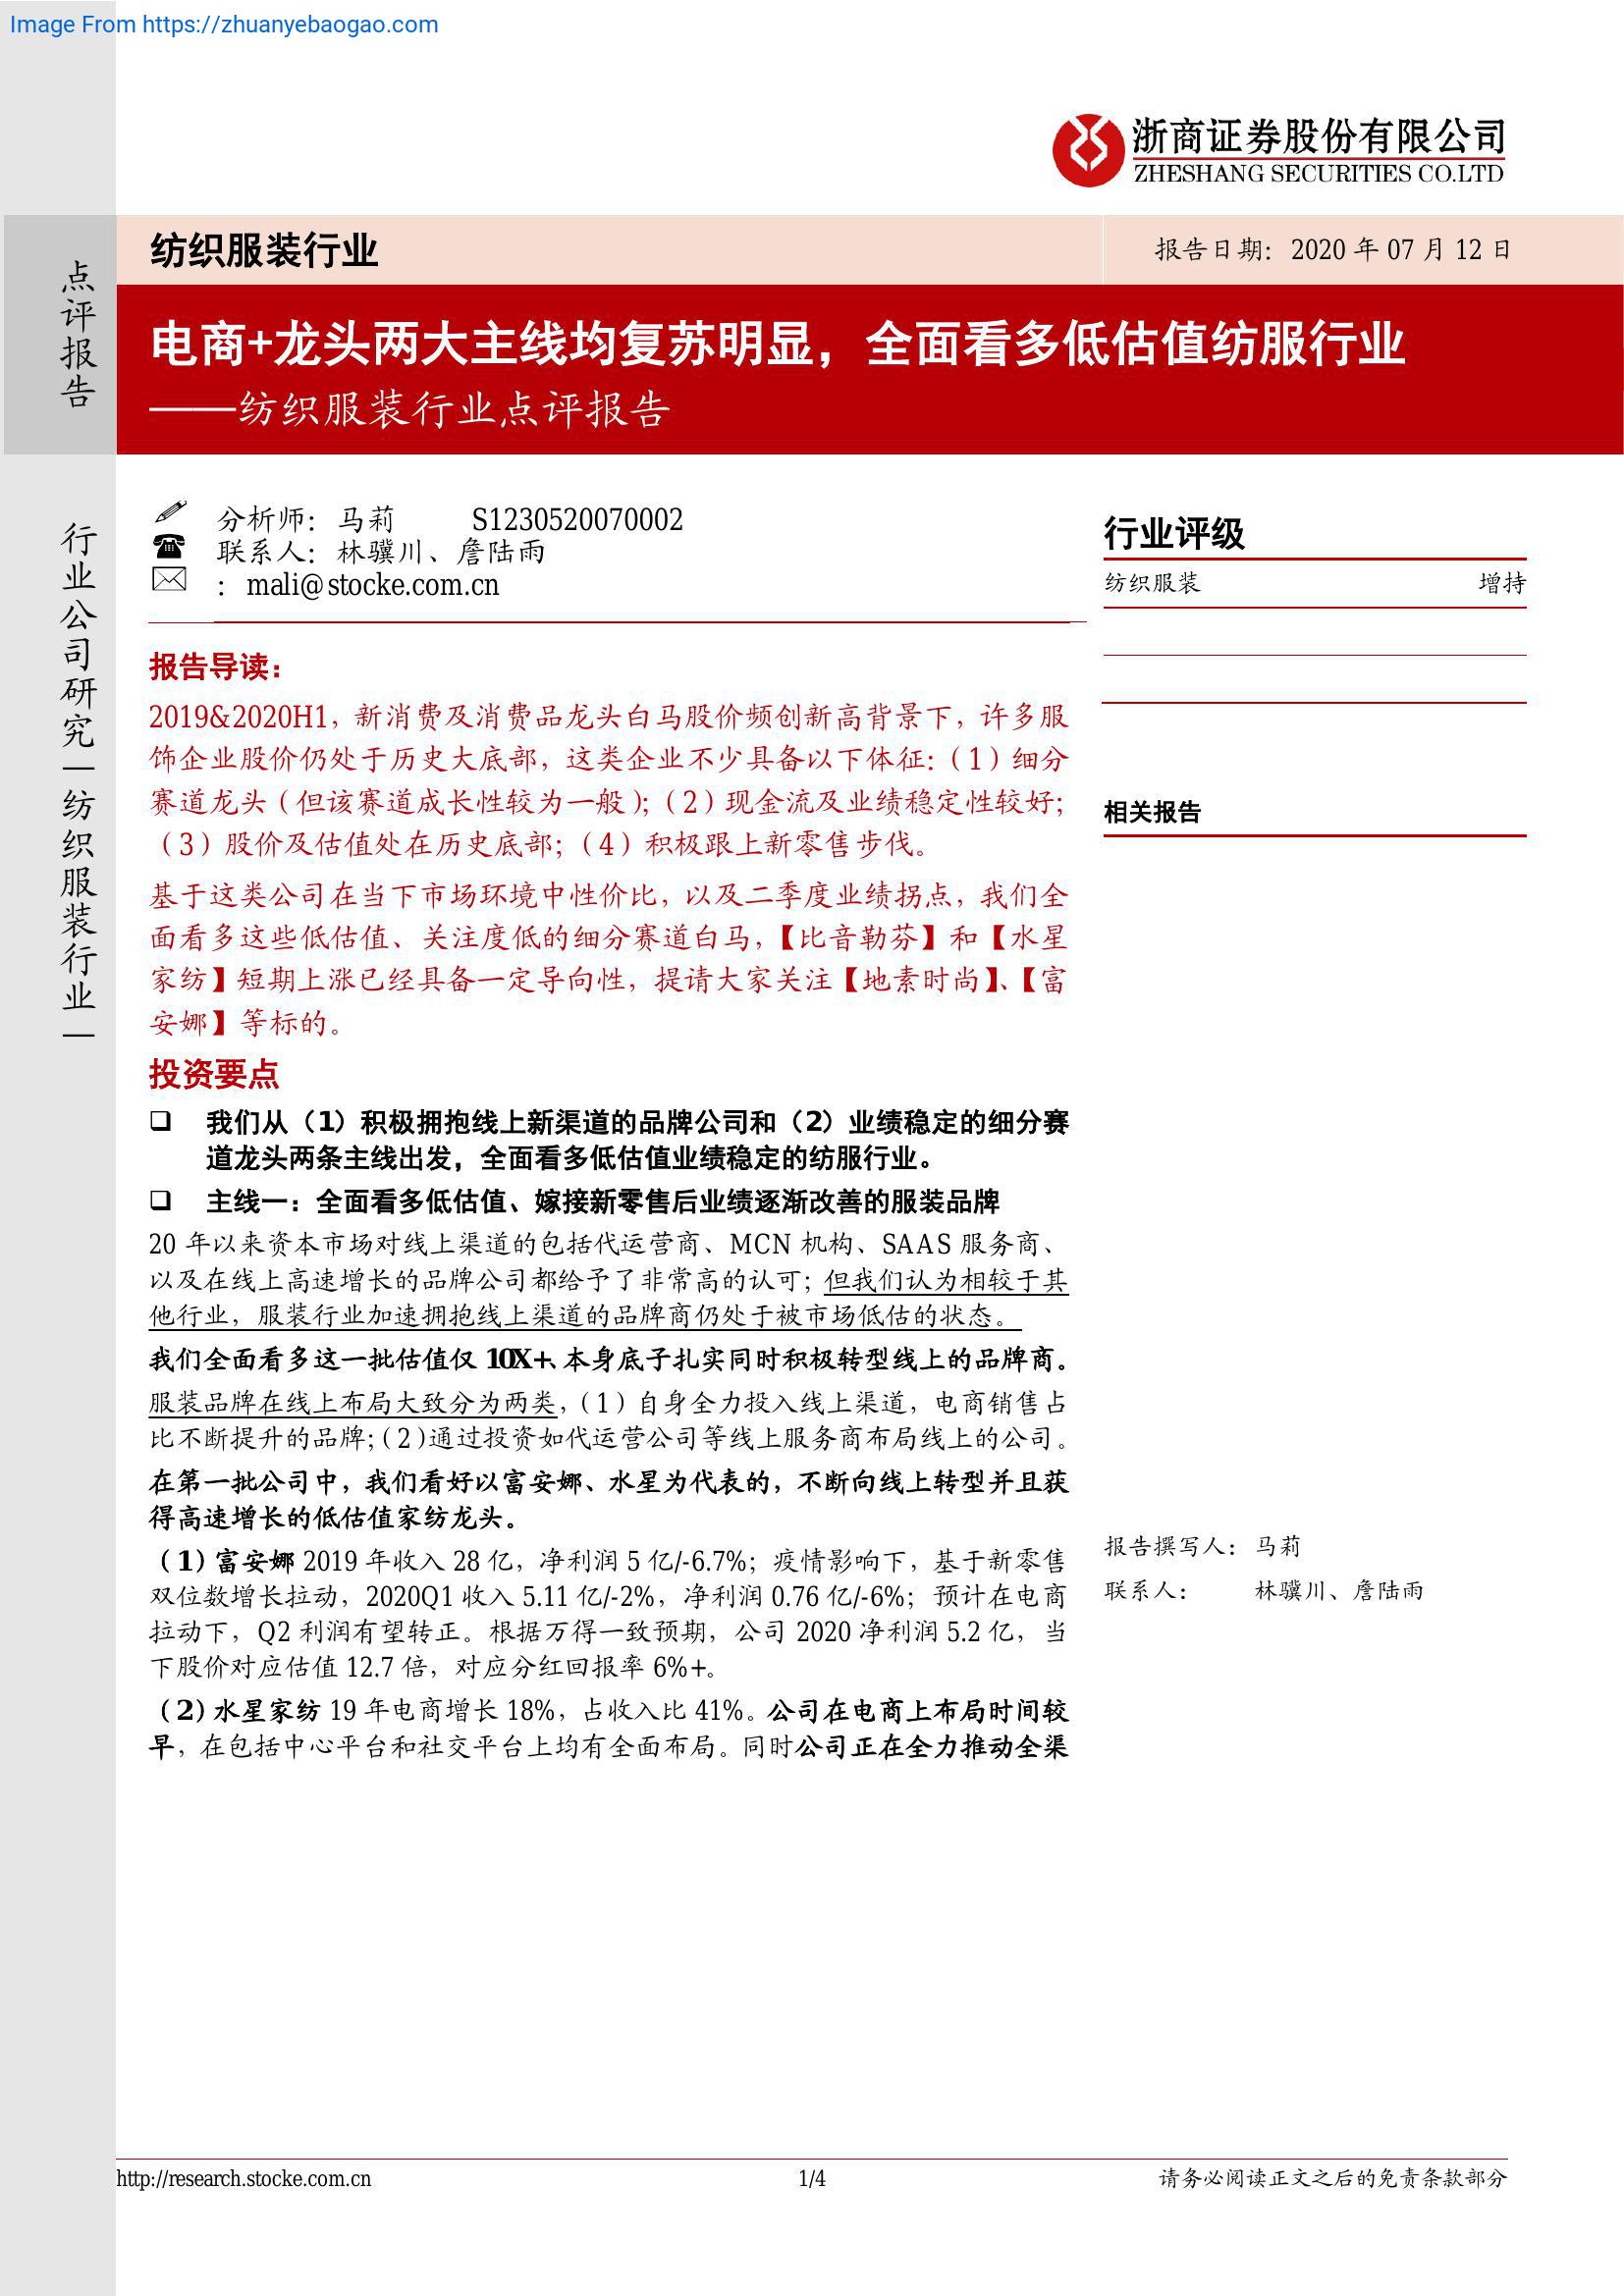 Image From https://zhuanyebaogao.com
浙商证券股份有限公司
ZHESHANG SECURITIES CO.LTD
点评报告
纺织服装行业
报告日期：2020 年 07 月 12 日
电商+龙头两大主线均复苏明显，全面看多低估值纺服行业
——纺织服装行业点评报告
行业公司研究｜纺织服装行业｜
分析师：马莉 S1230520070002
联系人：林骥川、詹陆雨
：mali@stocke.com.cn
行业评级
纺织服装 增持
相关报告
报告导读：
2019&2020H1，新消费及消费品龙头白马股价频创新高背景下，许多服
饰企业股价仍处于历史大底部，这类企业不少具备以下体征：（1）细分
赛道龙头（但该赛道成长性较为一般）；（2）现金流及业绩稳定性较好；
（3）股价及估值处在历史底部；（4）积极跟上新零售步伐。
基于这类公司在当下市场环境中性价比，以及二季度业绩拐点，我们全
面看多这些低估值、关注度低的细分赛道白马，【比音勒芬】和【水星
家纺】短期上涨已经具备一定导向性，提请大家关注【地素时尚】、【富
安娜】等标的。
投资要点
❑ 我们从（1）积极拥抱线上新渠道的品牌公司和（2）业绩稳定的细分赛
道龙头两条主线出发，全面看多低估值业绩稳定的纺服行业。
❑ 主线一：全面看多低估值、嫁接新零售后业绩逐渐改善的服装品牌
20 年以来资本市场对线上渠道的包括代运营商、MCN 机构、SAAS 服务商、
以及在线上高速增长的品牌公司都给予了非常高的认可；但我们认为相较于其
他行业，服装行业加速拥抱线上渠道的品牌商仍处于被市场低估的状态。
我们全面看多这一批估值仅 10X+、本身底子扎实同时积极转型线上的品牌商。
服装品牌在线上布局大致分为两类，（1）自身全力投入线上渠道，电商销售占
比不断提升的品牌；（2）通过投资如代运营公司等线上服务商布局线上的公司。
在第一批公司中，我们看好以富安娜、水星为代表的，不断向线上转型并且获
得高速增长的低估值家纺龙头。
（1）富安娜 2019 年收入 28 亿，净利润 5 亿/-6.7%；疫情影响下，基于新零售
双位数增长拉动，2020Q1 收入 5.11 亿/-2%，净利润 0.76 亿/-6%；预计在电商
拉动下，Q2 利润有望转正。根据万得一致预期，公司 2020 净利润 5.2 亿，当
下股价对应估值 12.7 倍，对应分红回报率 6%+。
（2）水星家纺 19 年电商增长 18%，占收入比 41%。公司在电商上布局时间较
早，在包括中心平台和社交平台上均有全面布局。同时公司正在全力推动全渠
报告撰写人：马莉
联系人： 林骥川、詹陆雨
http://research.stocke.com.cn
1/4
请务必阅读正文之后的免责条款部分